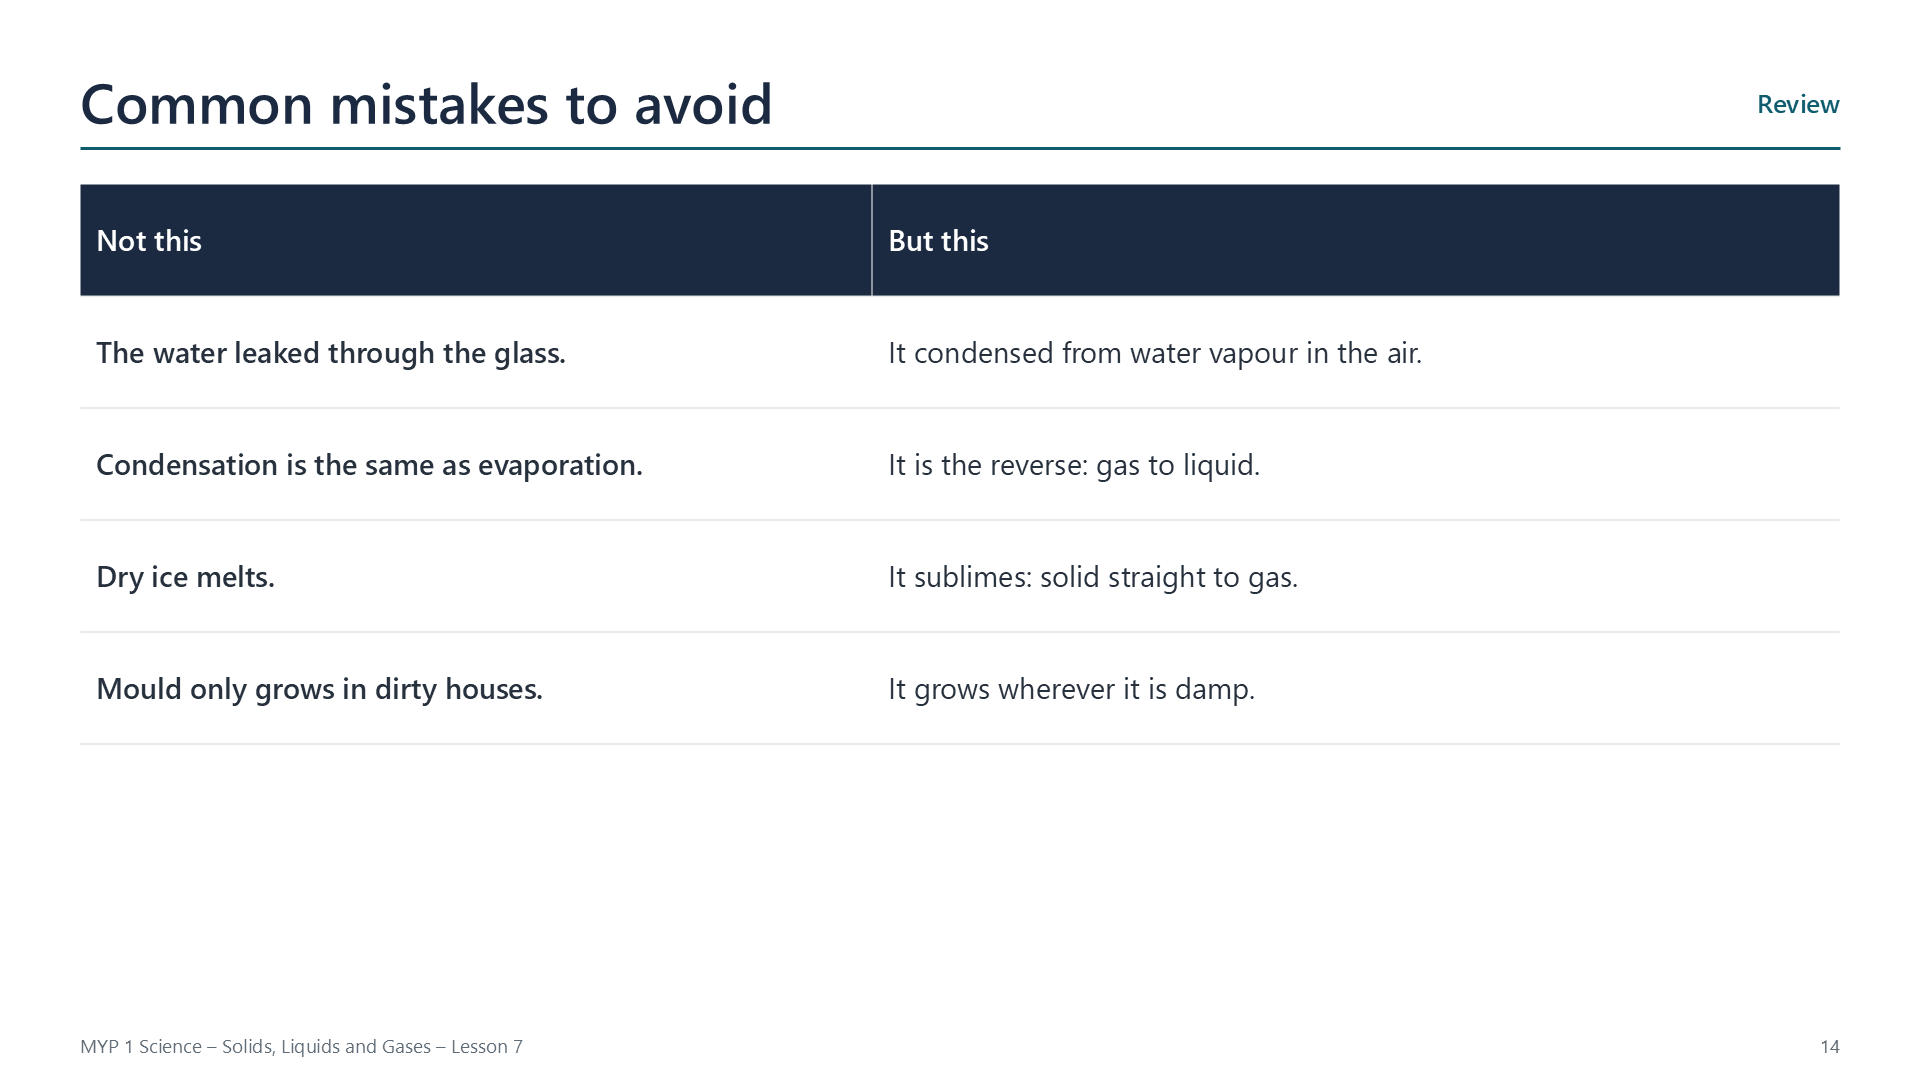 Common mistakes to avoid
Review
Not this
But this
The water leaked through the glass.
It condensed from water vapour in the air.
Condensation is the same as evaporation.
It is the reverse: gas to liquid.
Dry ice melts.
It sublimes: solid straight to gas.
Mould only grows in dirty houses.
It grows wherever it is damp.
MYP 1 Science – Solids, Liquids and Gases – Lesson 7
14